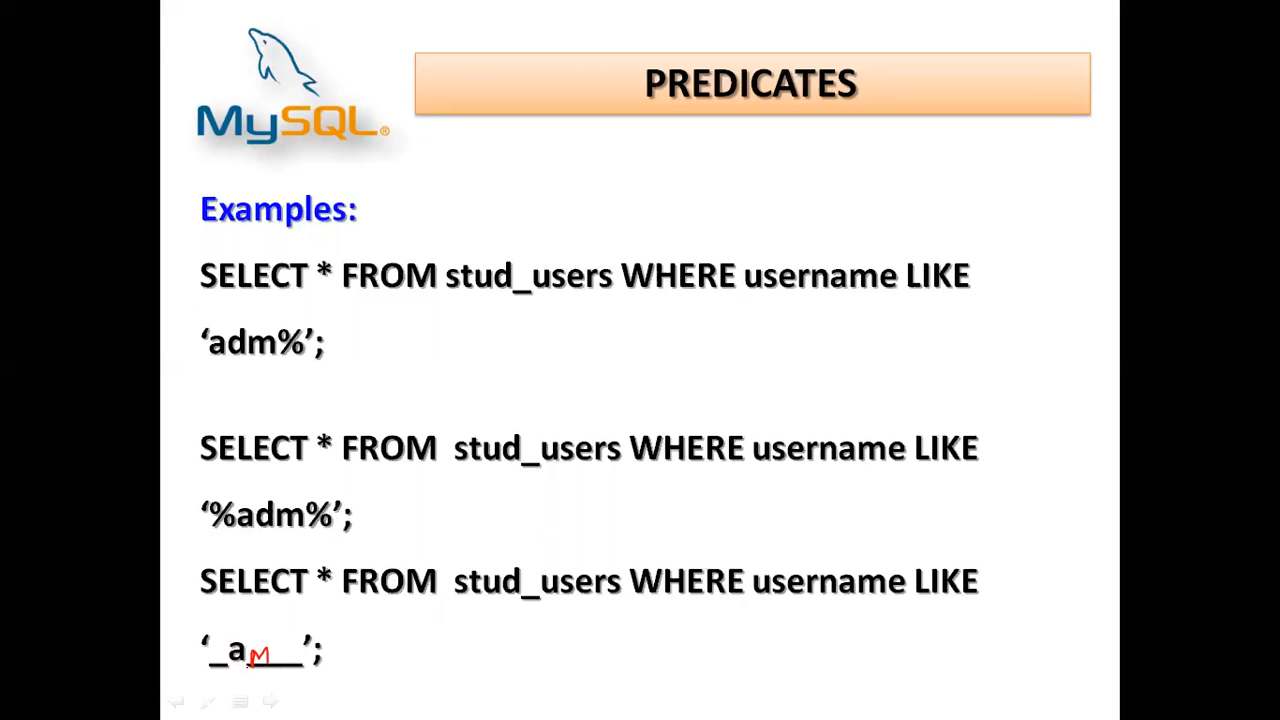 MySQL®
PREDICATES
Examples:
SELECT * FROM stud_users WHERE username LIKE
‘adm%’;
SELECT * FROM stud_users WHERE username LIKE
‘%adm%’;
SELECT * FROM stud_users WHERE username LIKE
‘_a___’;
M